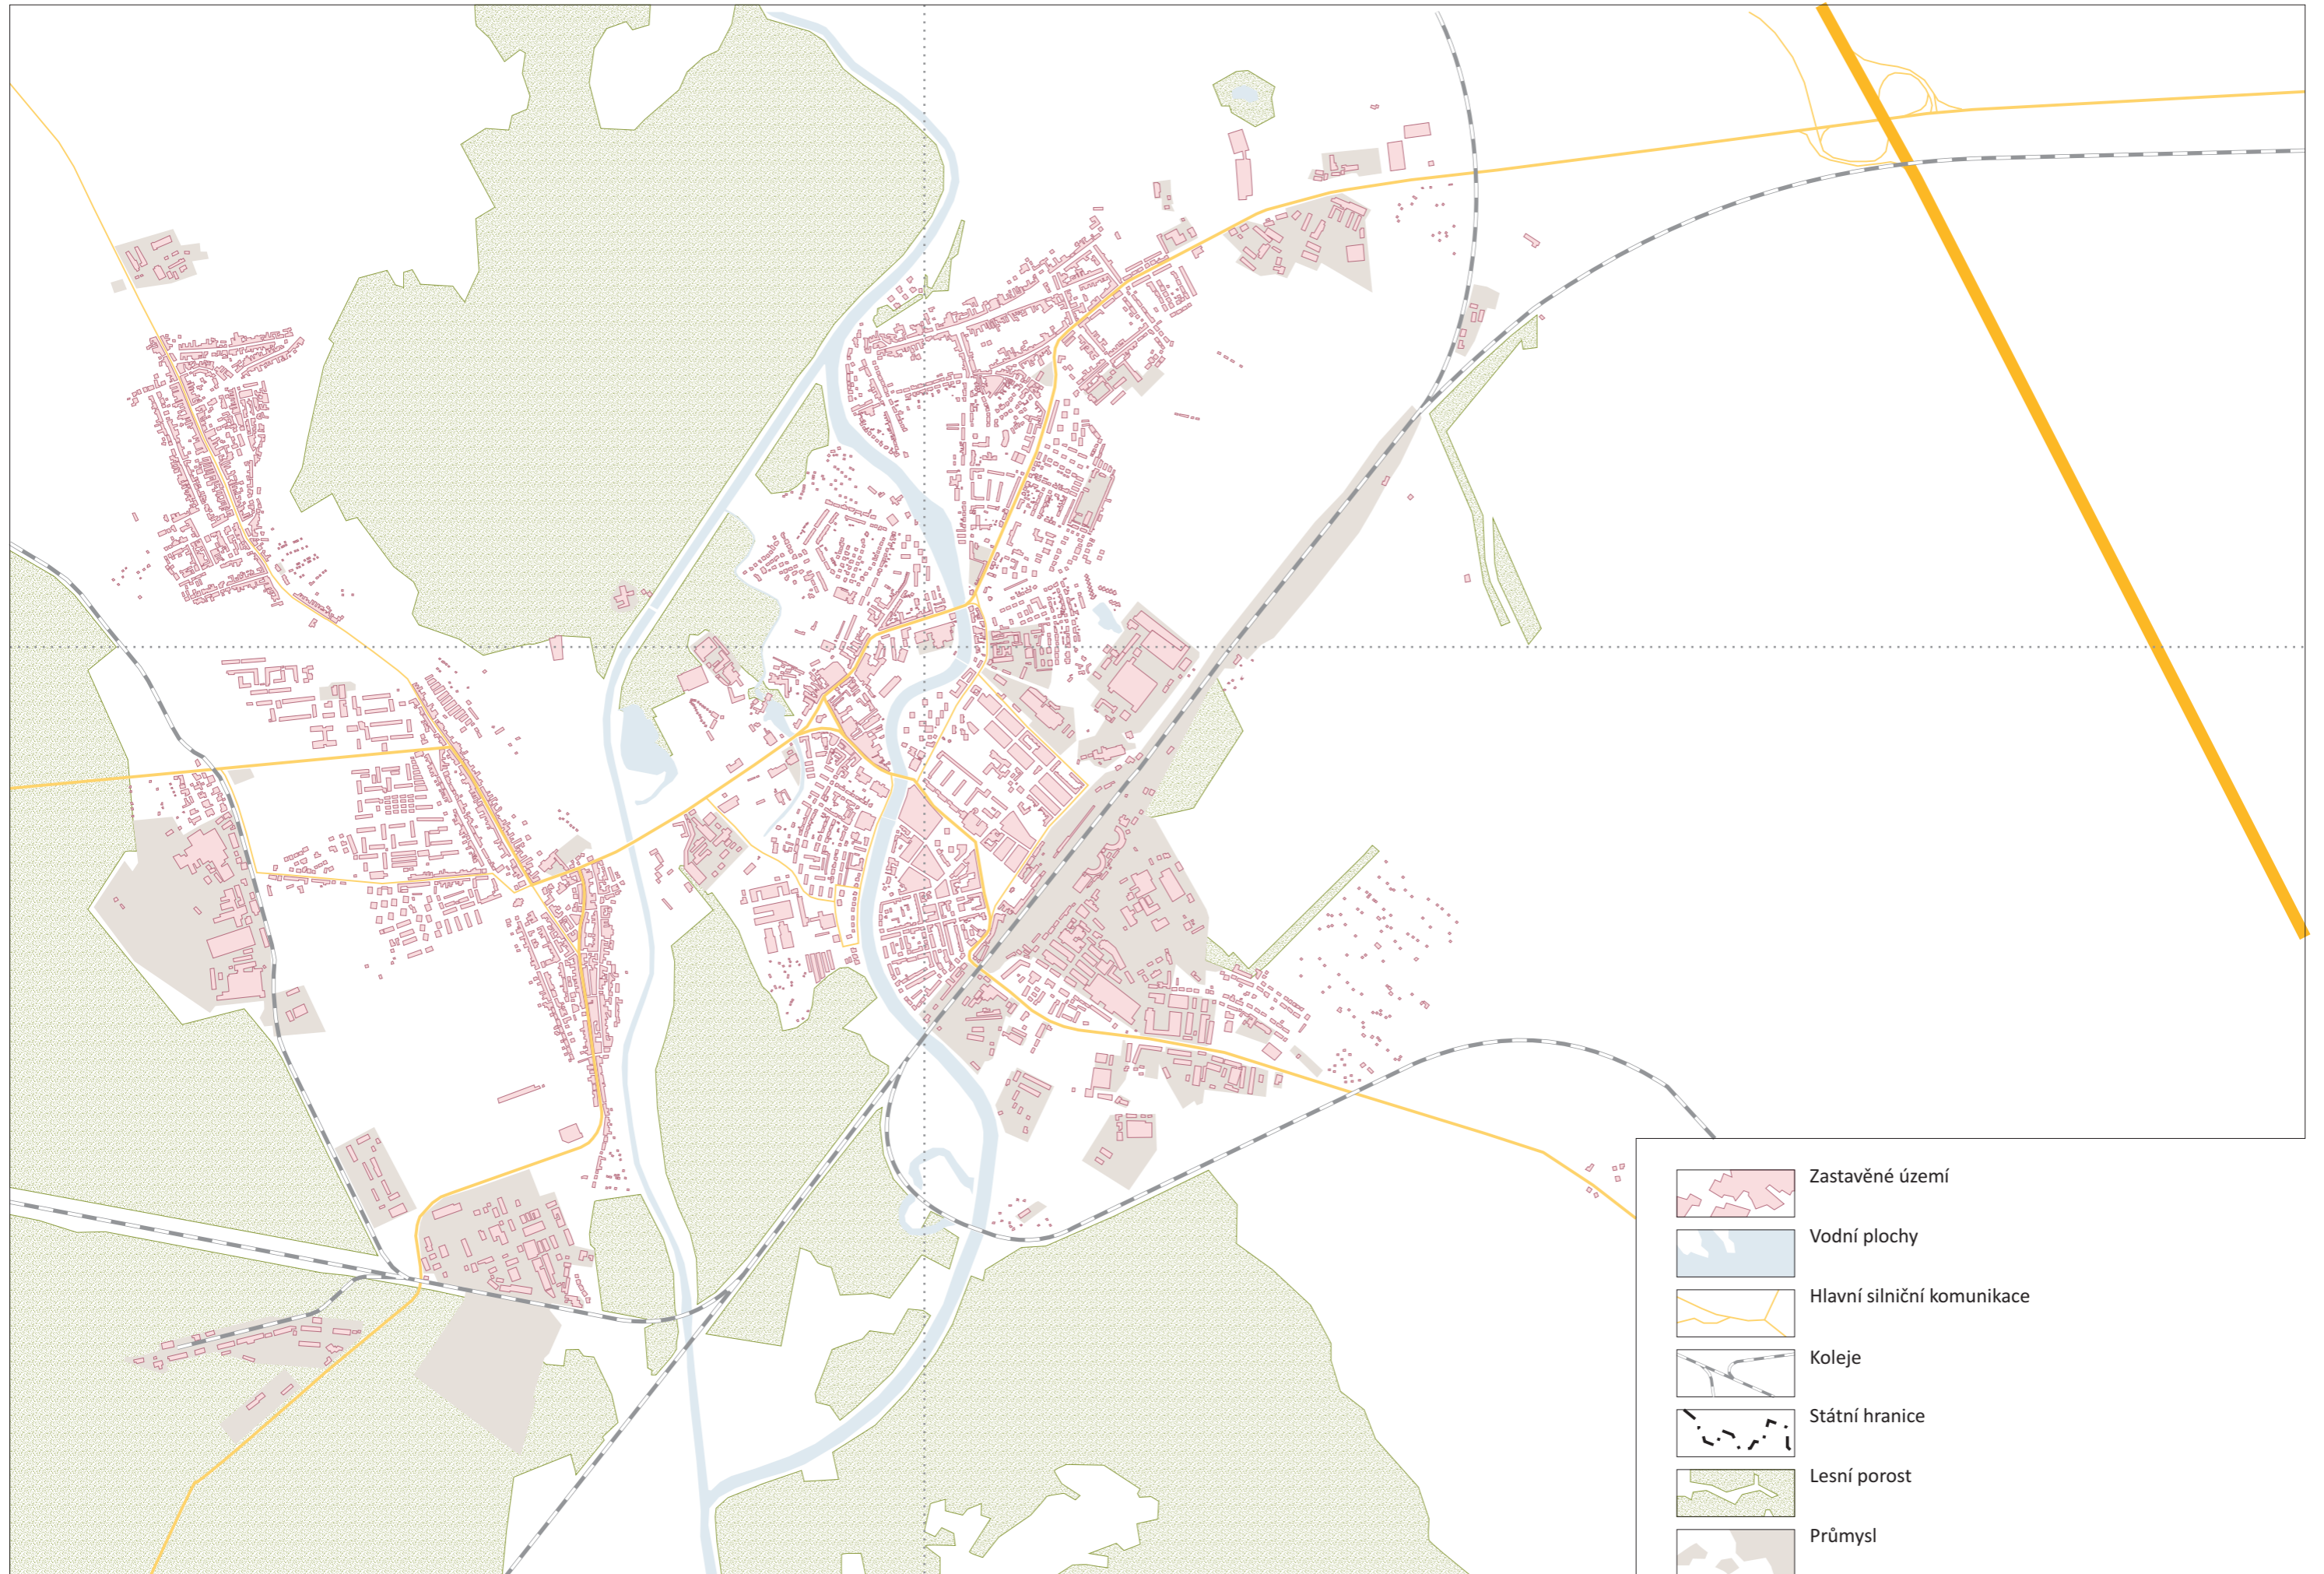 Zastavěné území
Vodní plochy
Hlavní silniční komunikace
Koleje
Státní hranice
Lesní porost
Průmysl